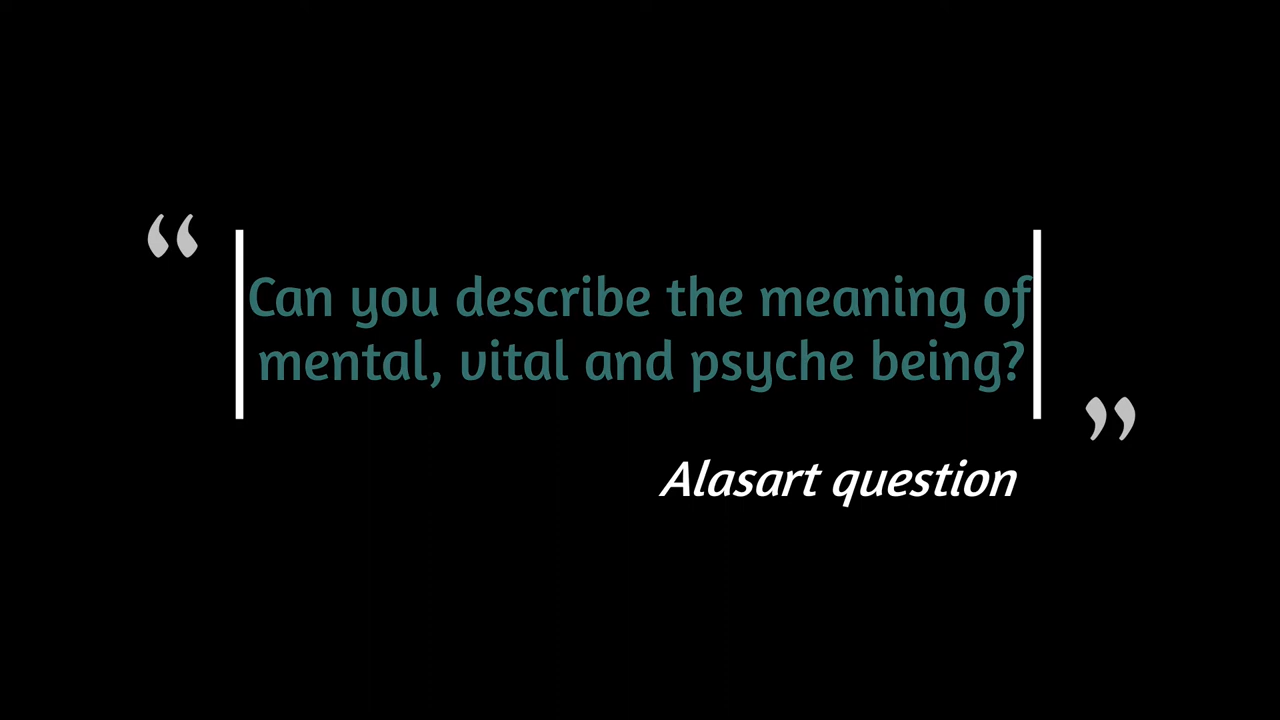 “
Can you describe the meaning of
mental, vital and psyche being?
”
Alasart question